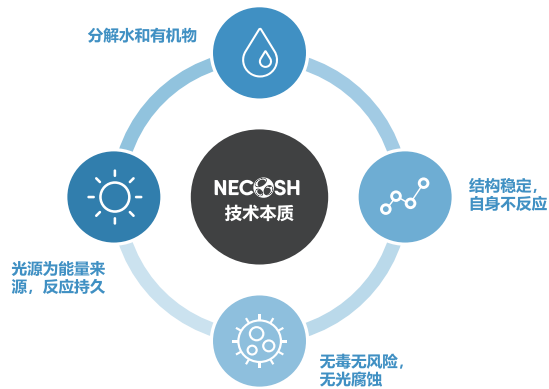 分解水和有机物
NECOSH
技术本质
结构稳定,
自身不反应
光源为能量来
源，反应持久
无毒无风险,
无光腐蚀